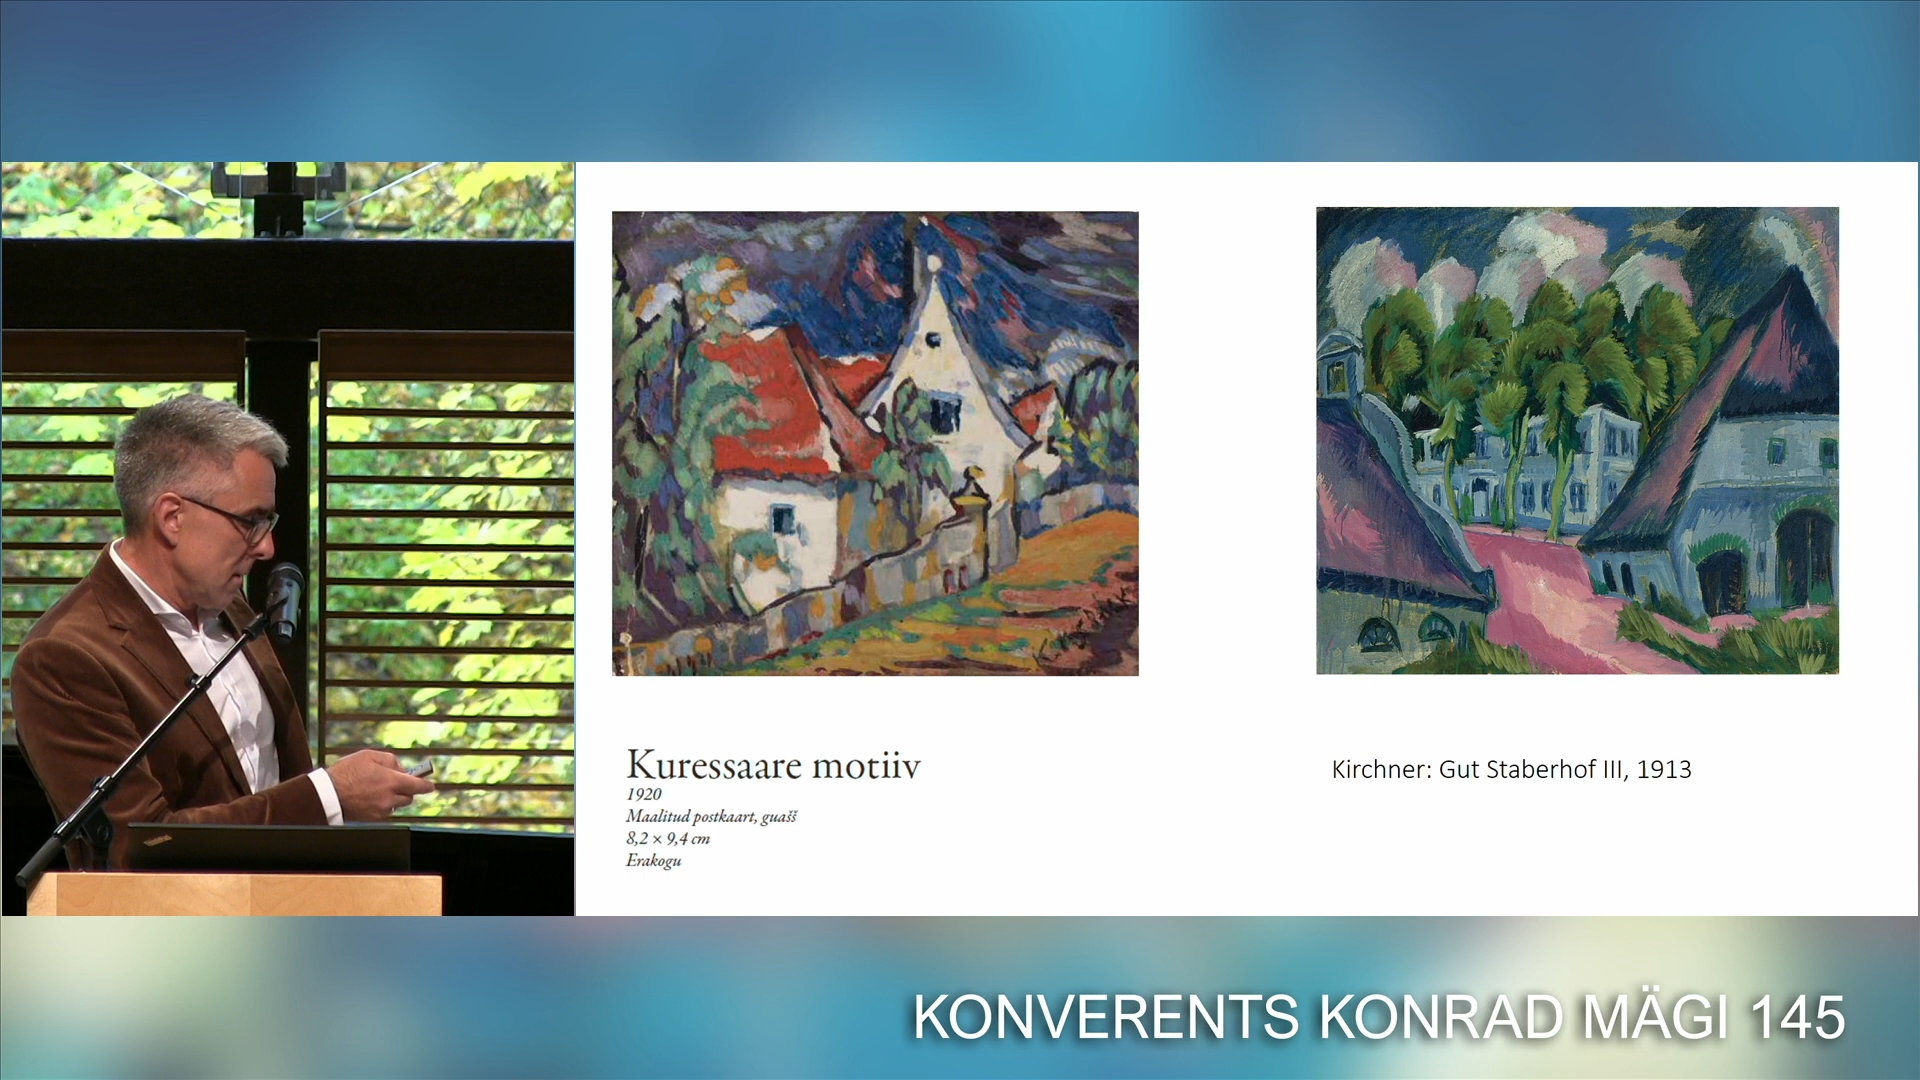 Kuressaare motiiv
1920
Maalitud postkaart, guašš
8,2 × 9,4 cm
Erakogu
Kirchner: Gut Staberhof III, 1913
KONVERENTS KONRAD MÄGI 145